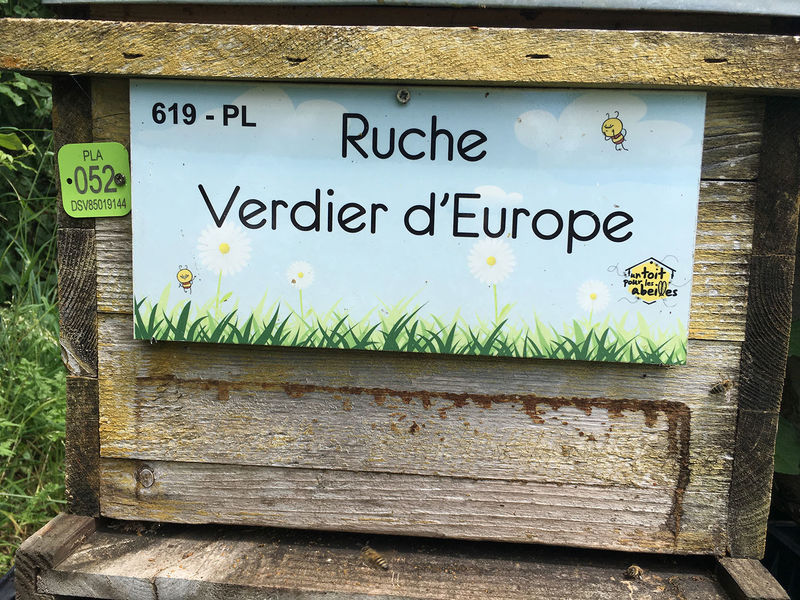 619 - PL
Ruche
Verdier d'Europe
PLA
052
DSV85019144
un toit
pour les
abeilles